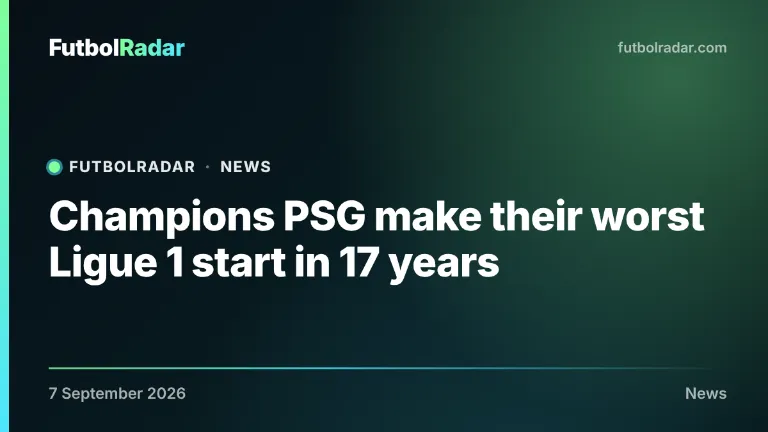 FutbolRadar
futbolradar.com
FUTBOLRADAR · NEWS
Champions PSG make their worst
Ligue 1 start in 17 years
7 September 2026
News